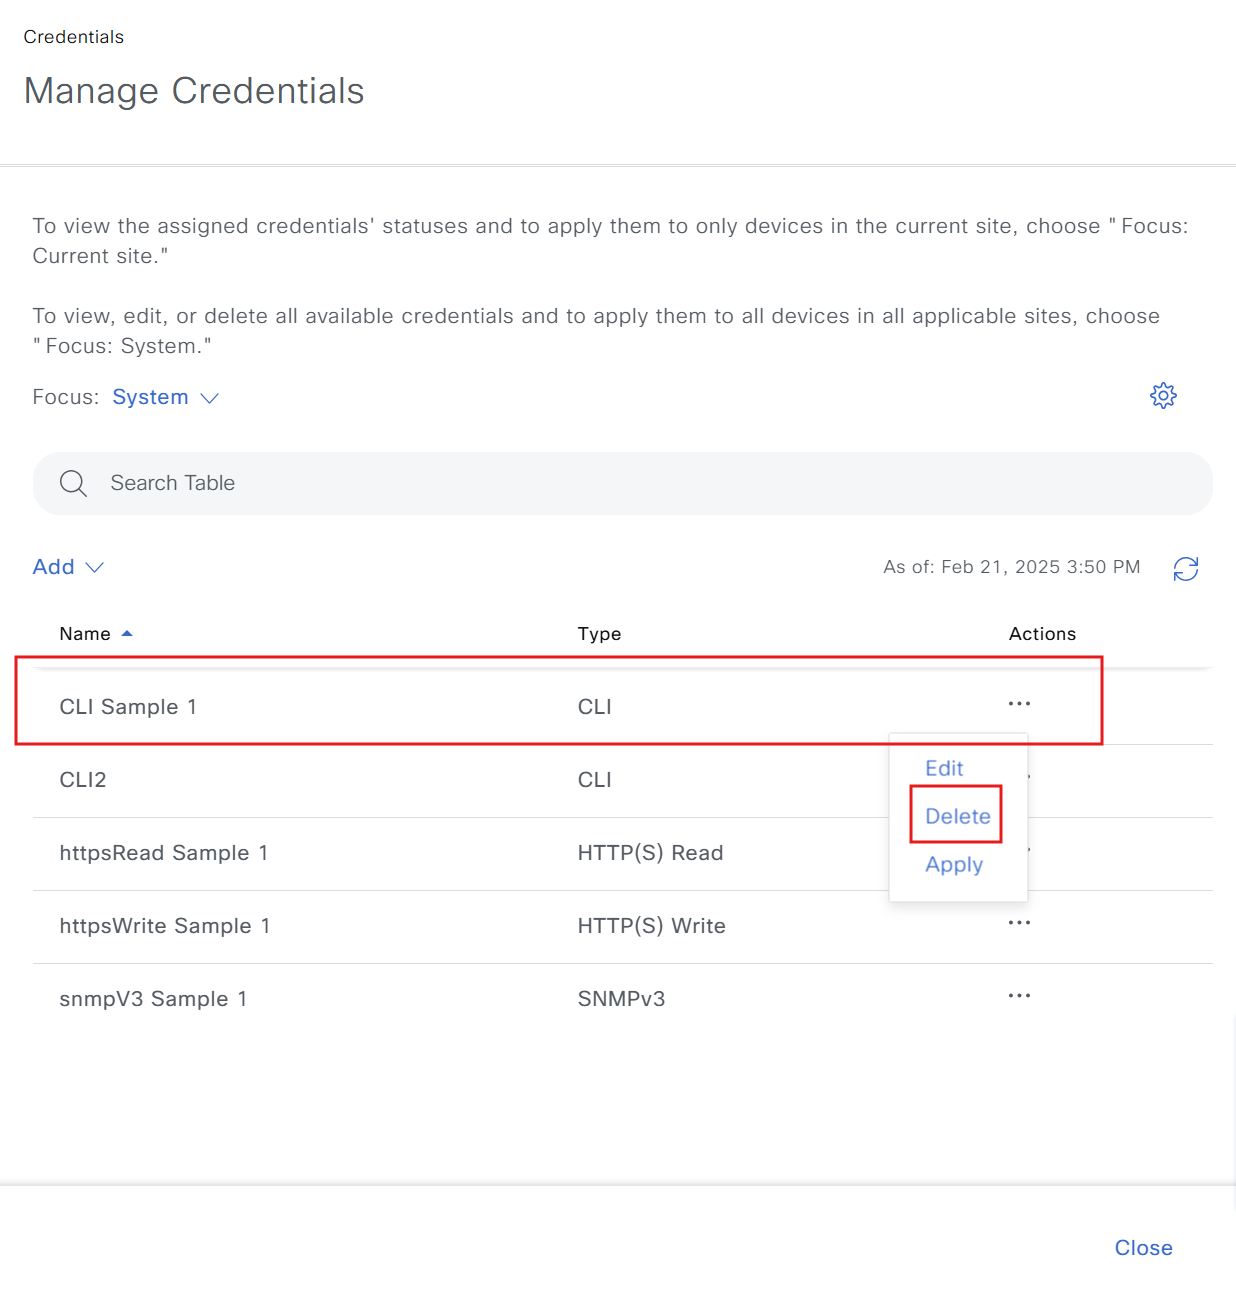 Credentials
Manage Credentials
To view the assigned credentials' statuses and to apply them to only devices in the current site, choose "Focus:
Current site."
To view, edit, or delete all available credentials and to apply them to all devices in all applicable sites, choose
"Focus: System."
Focus: System
Search Table
Add As of: Feb 21, 2025 3:50 PM
Name Type Actions
CLI Sample 1 CLI ...
CLI2 CLI
Edit
Delete
Apply
httpsRead Sample 1 HTTP(S) Read
httpsWrite Sample 1 HTTP(S) Write ...
snmpV3 Sample 1 SNMPv3 ...
Close